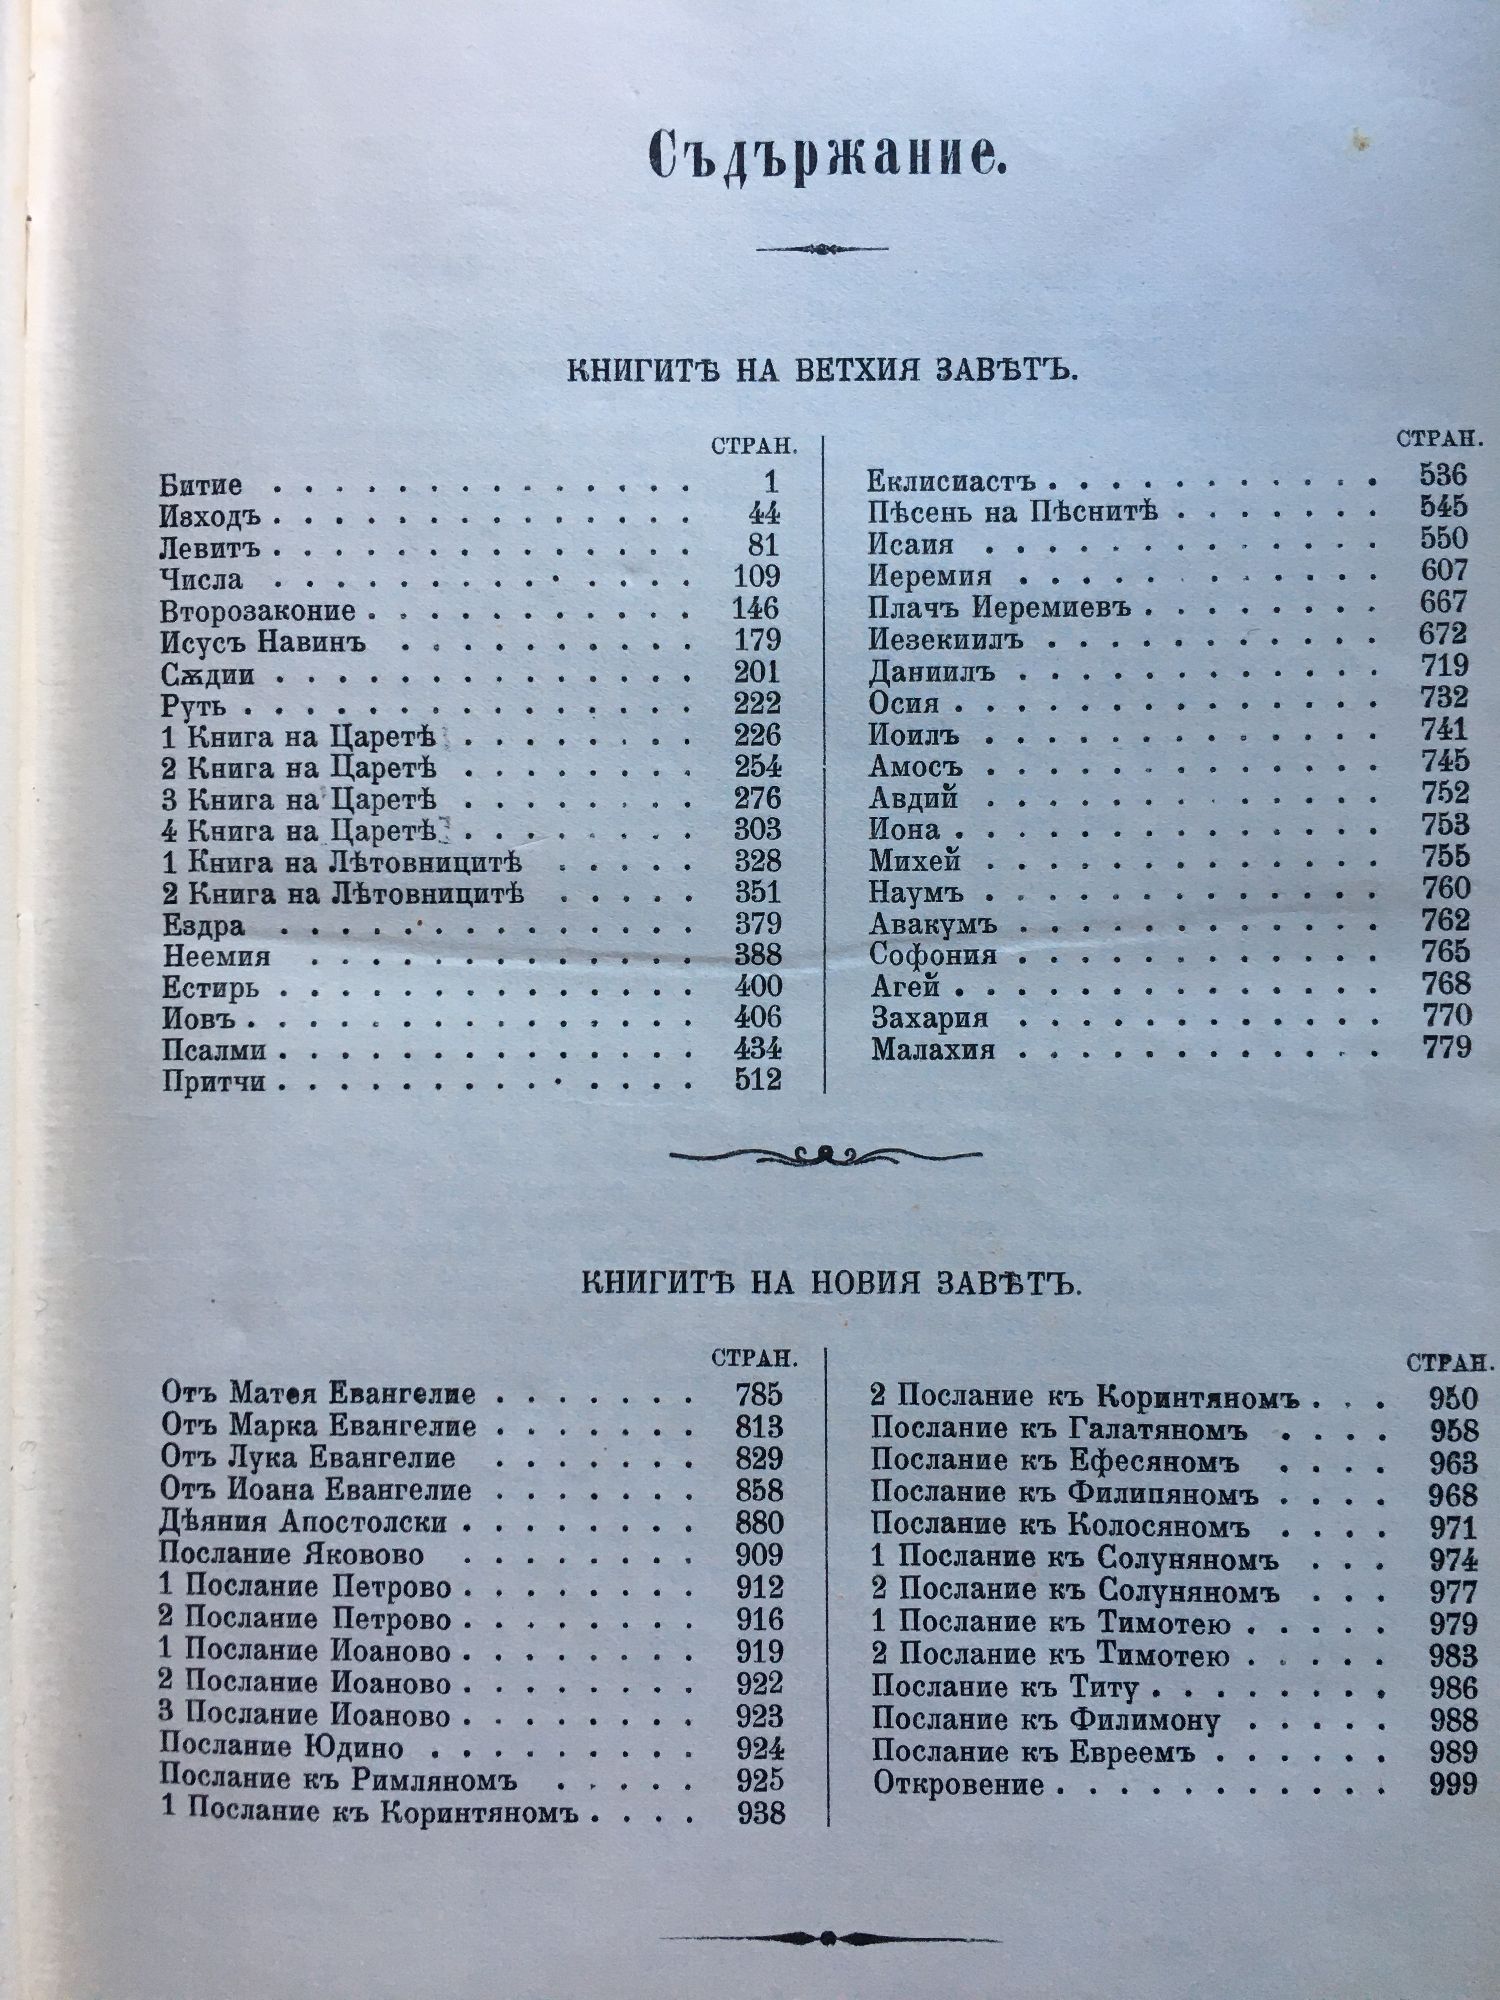 Съдържание.
КНИГИТѢ НА ВЕТХИЯ ЗАВѢТЪ.
СТРАН.
Битие . . . . . . . . . . . . . . 1
Изходъ . . . . . . . . . . . . . . 44
Левитъ . . . . . . . . . . . . . . 81
Числа . . . . . . . . . . . . . . 109
Второзаконие . . . . . . . . . . . 146
Исусъ Навинъ . . . . . . . . . . 179
Сѫдии . . . . . . . . . . . . . . 201
Руть . . . . . . . . . . . . . . . 222
1 Книга на Царетѣ . . . . . . . . 226
2 Книга на Царетѣ . . . . . . . . 254
3 Книга на Царетѣ . . . . . . . . 276
4 Книга на Царетѣ . . . . . . . . 303
1 Книга на Лѣтовницитѣ . . . . . 328
2 Книга на Лѣтовницитѣ . . . . . 351
Ездра . . . . . . . . . . . . . . 379
Неемия . . . . . . . . . . . . . 388
Естирь . . . . . . . . . . . . . . 400
Иовъ . . . . . . . . . . . . . . . 406
Псалми . . . . . . . . . . . . . . 434
Притчи . . . . . . . . . . . . . . 512
СТРАН.
Еклисиастъ . . . . . . . . . . . 536
Пѣсень на Пѣснитѣ . . . . . . . 545
Исаия . . . . . . . . . . . . . 550
Иеремия . . . . . . . . . . . . 607
Плачъ Иеремиевъ . . . . . . . . 667
Иезекиилъ . . . . . . . . . . . 672
Даниилъ . . . . . . . . . . . . 719
Осия . . . . . . . . . . . . . . 732
Иоилъ . . . . . . . . . . . . . 741
Амосъ . . . . . . . . . . . . . 745
Авдий . . . . . . . . . . . . . 752
Иона . . . . . . . . . . . . . . 753
Михей . . . . . . . . . . . . . 755
Наумъ . . . . . . . . . . . . . 760
Авакумъ . . . . . . . . . . . . 762
Софония . . . . . . . . . . . . 765
Агей . . . . . . . . . . . . . . 768
Захария . . . . . . . . . . . . 770
Малахия . . . . . . . . . . . . 779
КНИГИТѢ НА НОВИЯ ЗАВѢТЪ.
СТРАН.
Отъ Матея Евангелие . . . . . . . 785
Отъ Марка Евангелие . . . . . . . 813
Отъ Лука Евангелие . . . . . . . 829
Отъ Иоана Евангелие . . . . . . . 858
Дѣяния Апостолски . . . . . . . . 880
Послание Яковово . . . . . . . . 909
1 Послание Петрово . . . . . . . . 912
2 Послание Петрово . . . . . . . . 916
1 Послание Иоаново . . . . . . . . 919
2 Послание Иоаново . . . . . . . . 922
3 Послание Иоаново . . . . . . . . 923
Послание Юдино . . . . . . . . . 924
Послание къ Римляномъ . . . . . 925
1 Послание къ Коринтяномъ . . . . 938
СТРАН.
2 Послание къ Коринтяномъ . . . 950
Послание къ Галатяномъ . . . . 958
Послание къ Ефесяномъ . . . . 963
Послание къ Филипяномъ . . . . 968
Послание къ Колосяномъ . . . . 971
1 Послание къ Солуняномъ . . . 974
2 Послание къ Солуняномъ . . . 977
1 Послание къ Тимотею . . . . . 979
2 Послание къ Тимотею . . . . . 983
Послание къ Титу . . . . . . . . 986
Послание къ Филимону . . . . . 988
Послание къ Евреемъ . . . . . . 989
Откровение . . . . . . . . . . . 999